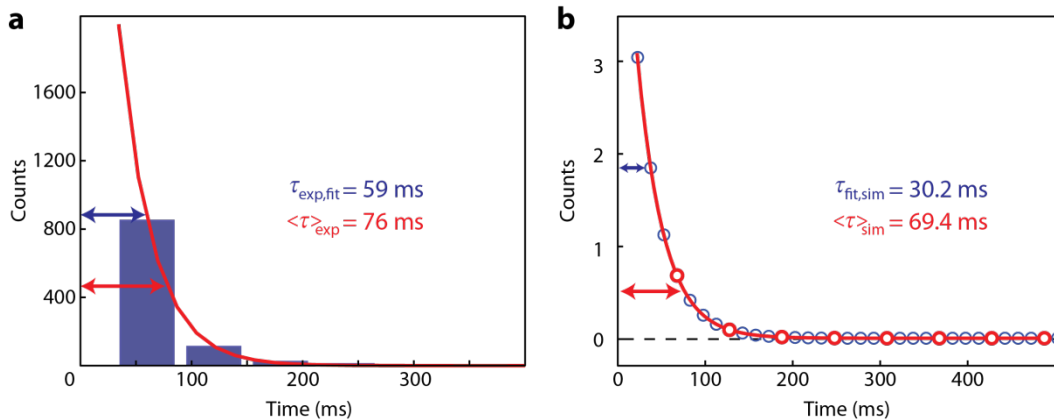 a
Counts
1600
1200
800
400
0
100
200
300
Time (ms)
τexp,fit = 59 ms
<τ>exp = 76 ms
b
Counts
3
2
1
0
0
100
200
300
400
Time (ms)
τfit,sim = 30.2 ms
<τ>sim = 69.4 ms